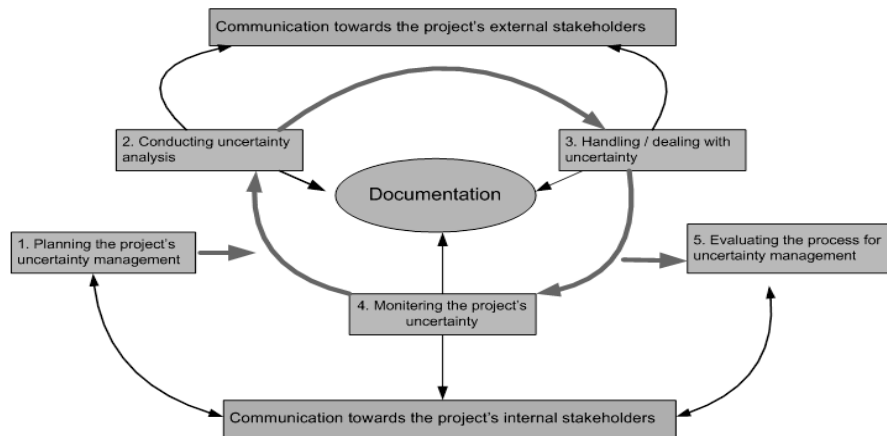 Communication towards the project's external stakeholders
2. Conducting uncertainty
analysis
3. Handling / dealing with
uncertainty
Documentation
1. Planning the project's
uncertainty management
5. Evaluating the process for
uncertainty management
4. Monitering the project's
uncertainty
Communication towards the project's internal stakeholders